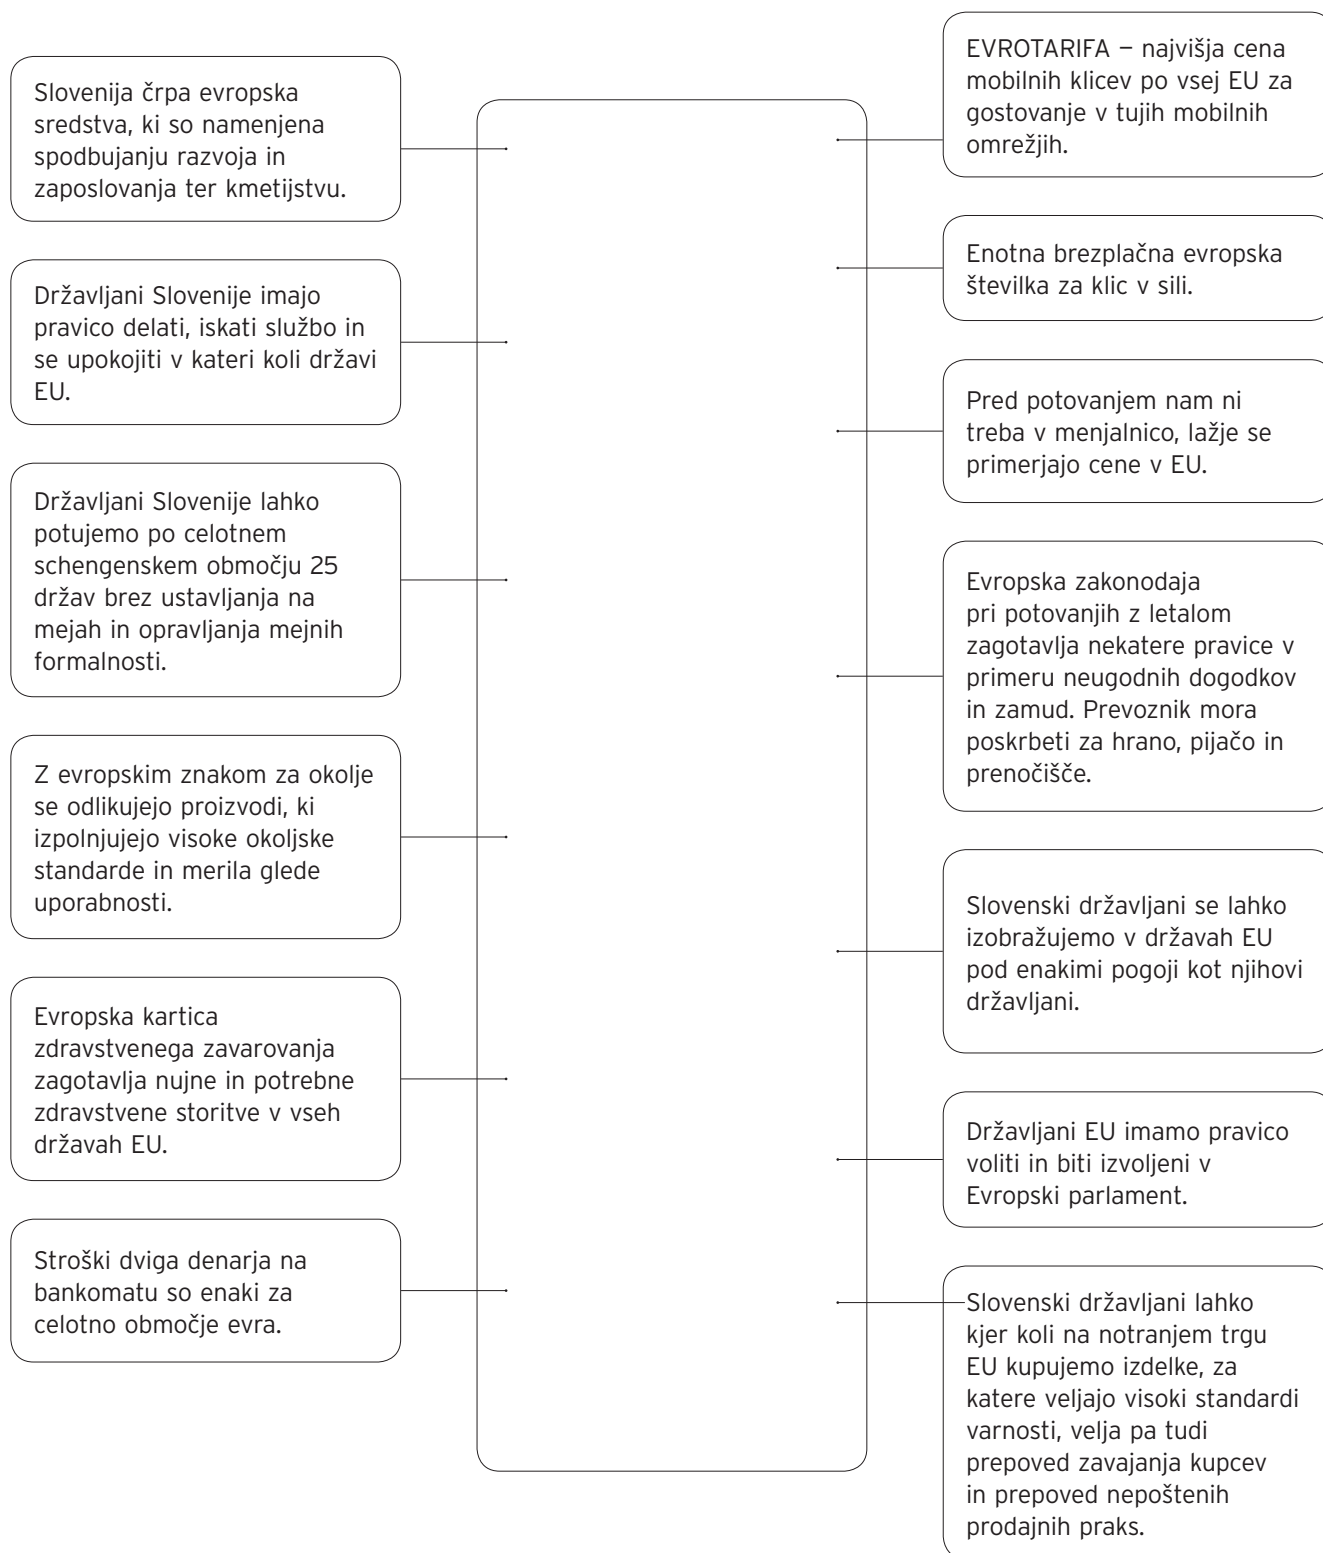 Slovenija črpa evropska
sredstva, ki so namenjena
spodbujanju razvoja in
zaposlovanja ter kmetijstvu.
Državljani Slovenije imajo
pravico delati, iskati službo in
se upokojiti v kateri koli državi
EU.
Državljani Slovenije lahko
potujemo po celotnem
schengenskem območju 25
držav brez ustavljanja na
mejah in opravljanja mejnih
formalnosti.
Z evropskim znakom za okolje
se odlikujejo proizvodi, ki
izpolnjujejo visoke okoljske
standarde in merila glede
uporabnosti.
Evropska kartica
zdravstvenega zavarovanja
zagotavlja nujne in potrebne
zdravstvene storitve v vseh
državah EU.
Stroški dviga denarja na
bankomatu so enaki za
celotno območje evra.
EVROTARIFA – najvišja cena
mobilnih klicev po vsej EU za
gostovanje v tujih mobilnih
omrežjih.
Enotna brezplačna evropska
številka za klic v sili.
Pred potovanjem nam ni
treba v menjalnico, lažje se
primerjajo cene v EU.
Evropska zakonodaja
pri potovanjih z letalom
zagotavlja nekatere pravice v
primeru neugodnih dogodkov
in zamud. Prevoznik mora
poskrbeti za hrano, pijačo in
prenočišče.
Slovenski državljani se lahko
izobražujemo v državah EU
pod enakimi pogoji kot njihovi
državljani.
Državljani EU imamo pravico
voliti in biti izvoljeni v
Evropski parlament.
Slovenski državljani lahko
kjer koli na notranjem trgu
EU kupujemo izdelke, za
katere veljajo visoki standardi
varnosti, velja pa tudi
prepoved zavajanja kupcev
in prepoved nepoštenih
prodajnih praks.